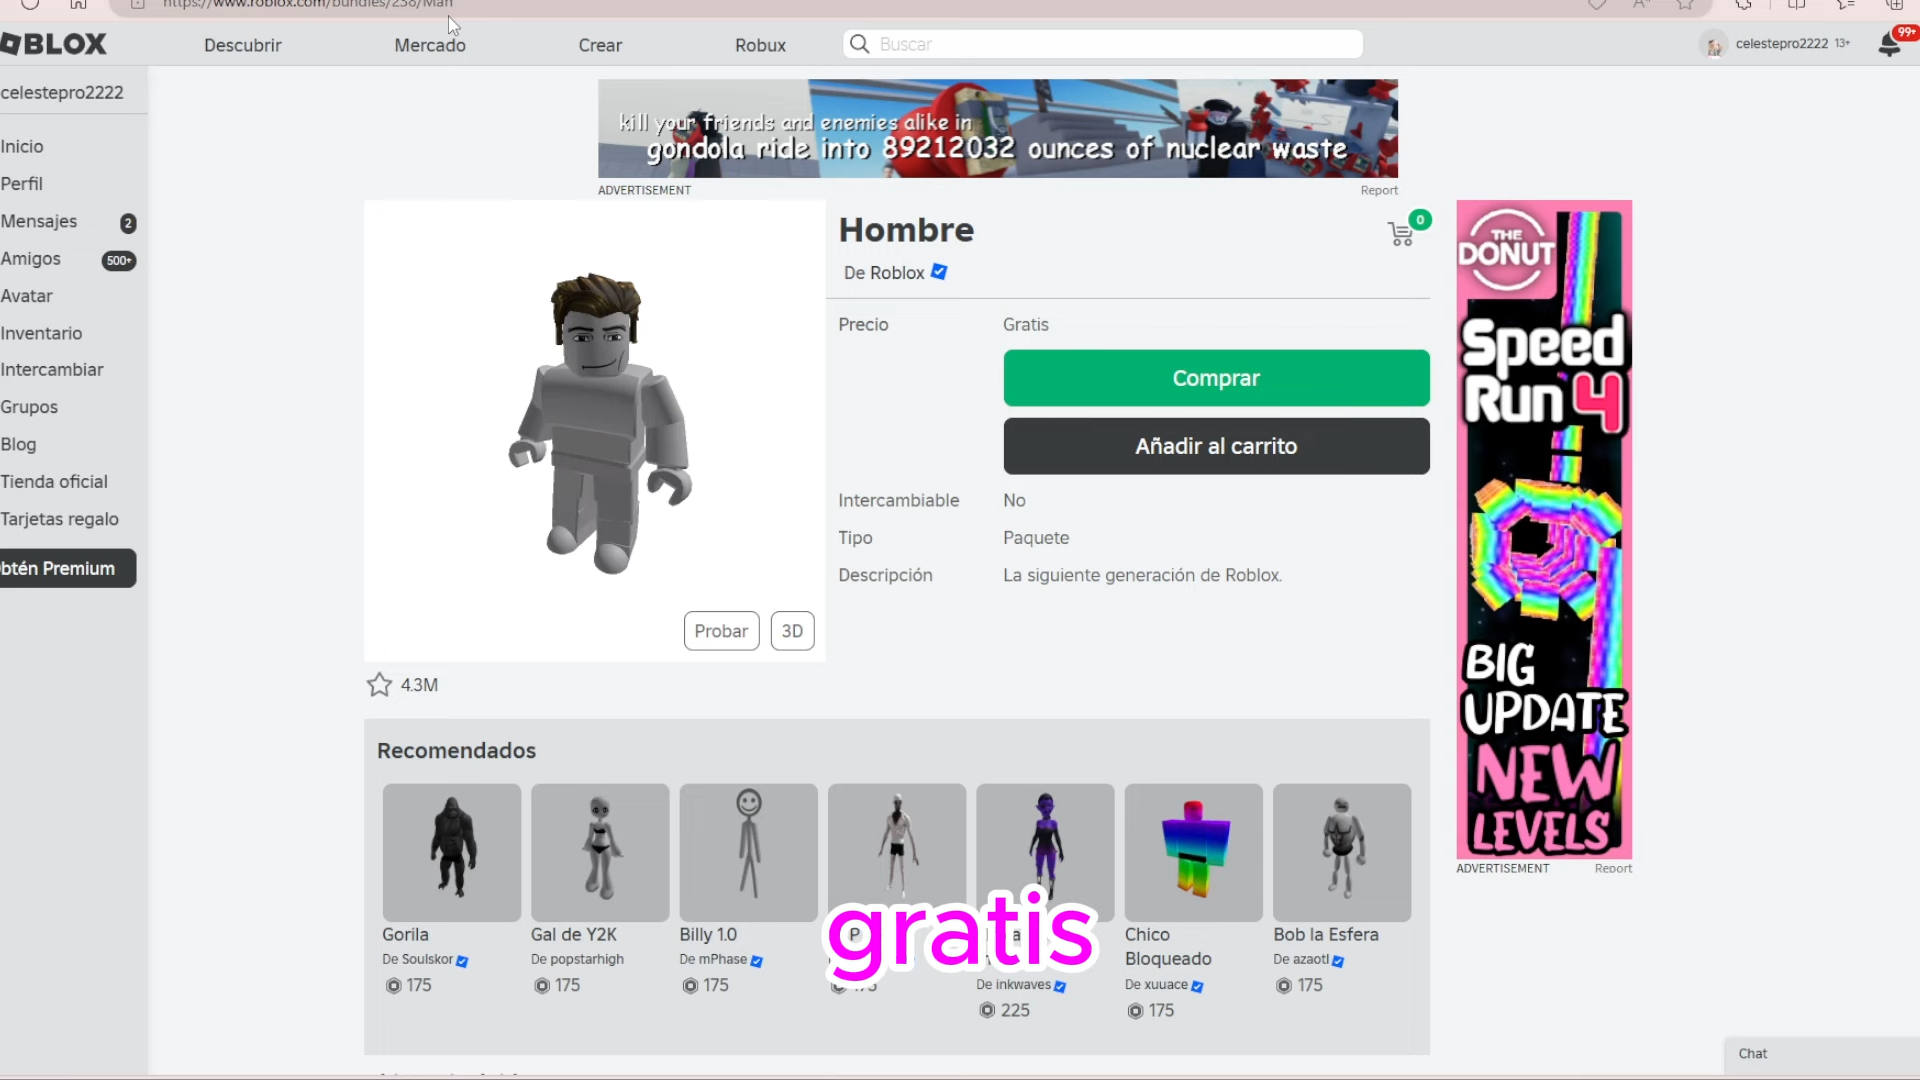 https://www.roblox.com/bundles/238/Man
BLOX
Descubrir
Mercado
Crear
Robux
Buscar
celestepro2222 13+
99+
celestepro2222
Inicio
Perfil
Mensajes 2
Amigos 500+
Avatar
Inventario
Intercambiar
Grupos
Blog
Tienda oficial
Tarjetas regalo
btén Premium
kill your friends and enemies alike in
gondola ride into 89212032 ounces of nuclear waste
ADVERTISEMENT Report
Hombre
0
De Roblox
Precio Gratis
Comprar
Añadir al carrito
Intercambiable No
Tipo Paquete
Descripción La siguiente generación de Roblox.
Probar 3D
4.3M
THE
DONUT
Speed
Run 4
BIG
UPDATE
NEW
LEVELS
ADVERTISEMENT Report
Recomendados
Gorila
De Soulskor
175
Gal de Y2K
De popstarhigh
175
Billy 1.0
De mPhase
175
175
De inkwaves
225
Chico
Bloqueado
De xuuace
175
Bob la Esfera
De azaotl
175
gratis
Chat